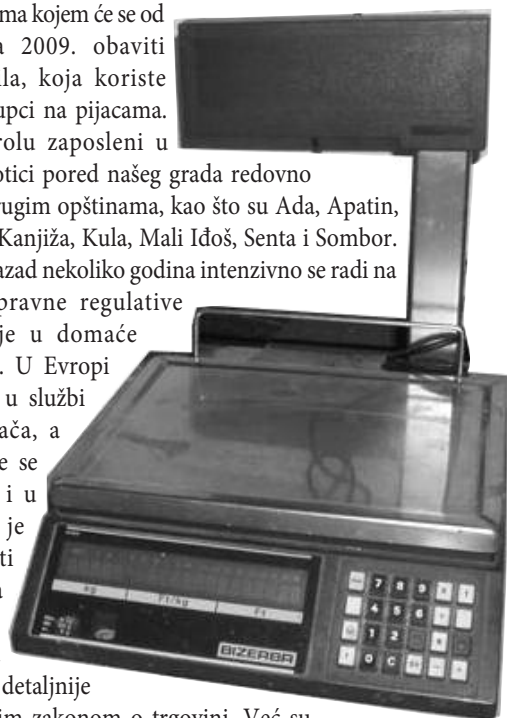 ma kojem će se od
a 2009. obaviti
la, koja koriste
upci na pijacama.
rolu zaposleni u
otici pored našeg grada redovno
rugim opštinama, kao što su Ada, Apatin,
Kanjiža, Kula, Mali Iđoš, Senta i Sombor.
azad nekoliko godina intenzivno se radi na
pravne regulative
je u domaće
. U Evropi
u službi
ača, a
e se
i u
je
ti
a
detaljnije
im zakonom o trgovini. Već su
kg Ft/kg Ft
BIZERBA
7 8 9
4 5 6
1 2
0 C